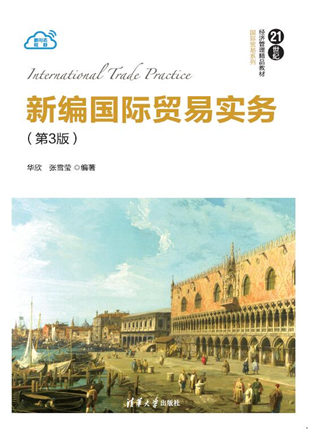 21世纪
经济管理精品教材
国际贸易系列
International Trade Practice
新编国际贸易实务
（第3版）
华欣 张雪莹 ◎编著
清华大学出版社